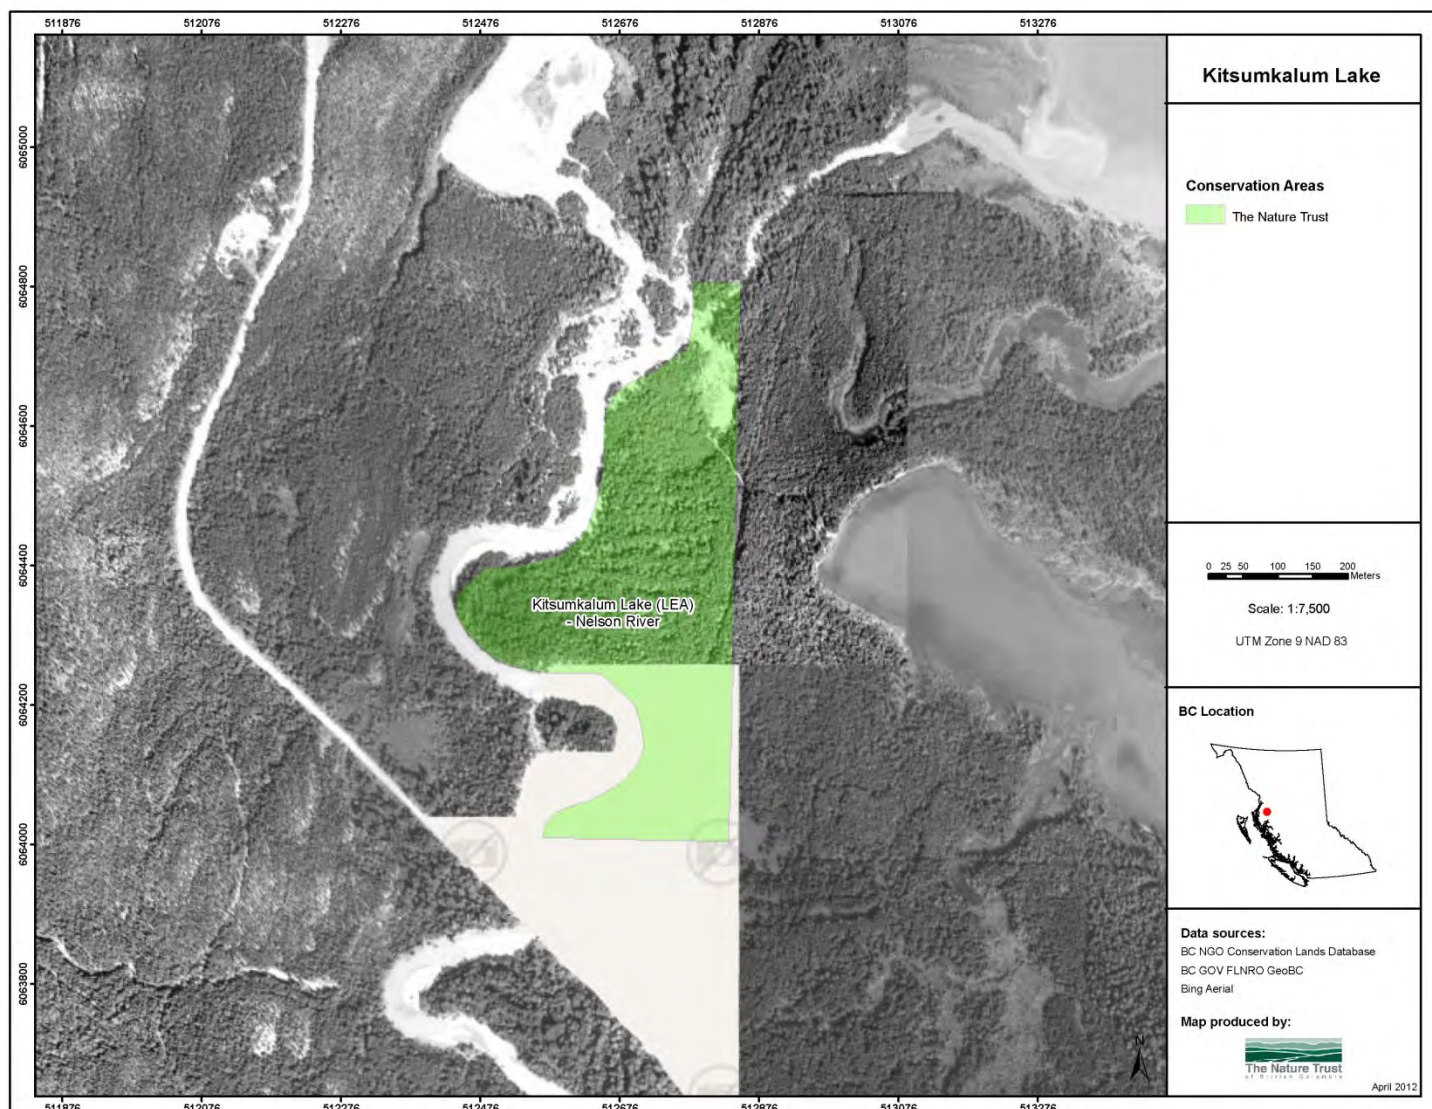 511876 512076 512276 512476 512676 512876 513076 513276
6065000
6064800
6064600
6064400
6064200
6064000
6063800
Kitsumkalum Lake (LEA)
- Nelson River
511876 512076 512276 512476 512676 512876 513076 513276
N
Kitsumkalum Lake
Conservation Areas
The Nature Trust
0 25 50 100 150 200
Meters
Scale: 1:7,500
UTM Zone 9 NAD 83
BC Location
Data sources:
BC NGO Conservation Lands Database
BC GOV FLNRO GeoBC
Bing Aerial
Map produced by:
The Nature Trust
of British Columbia
April 2012